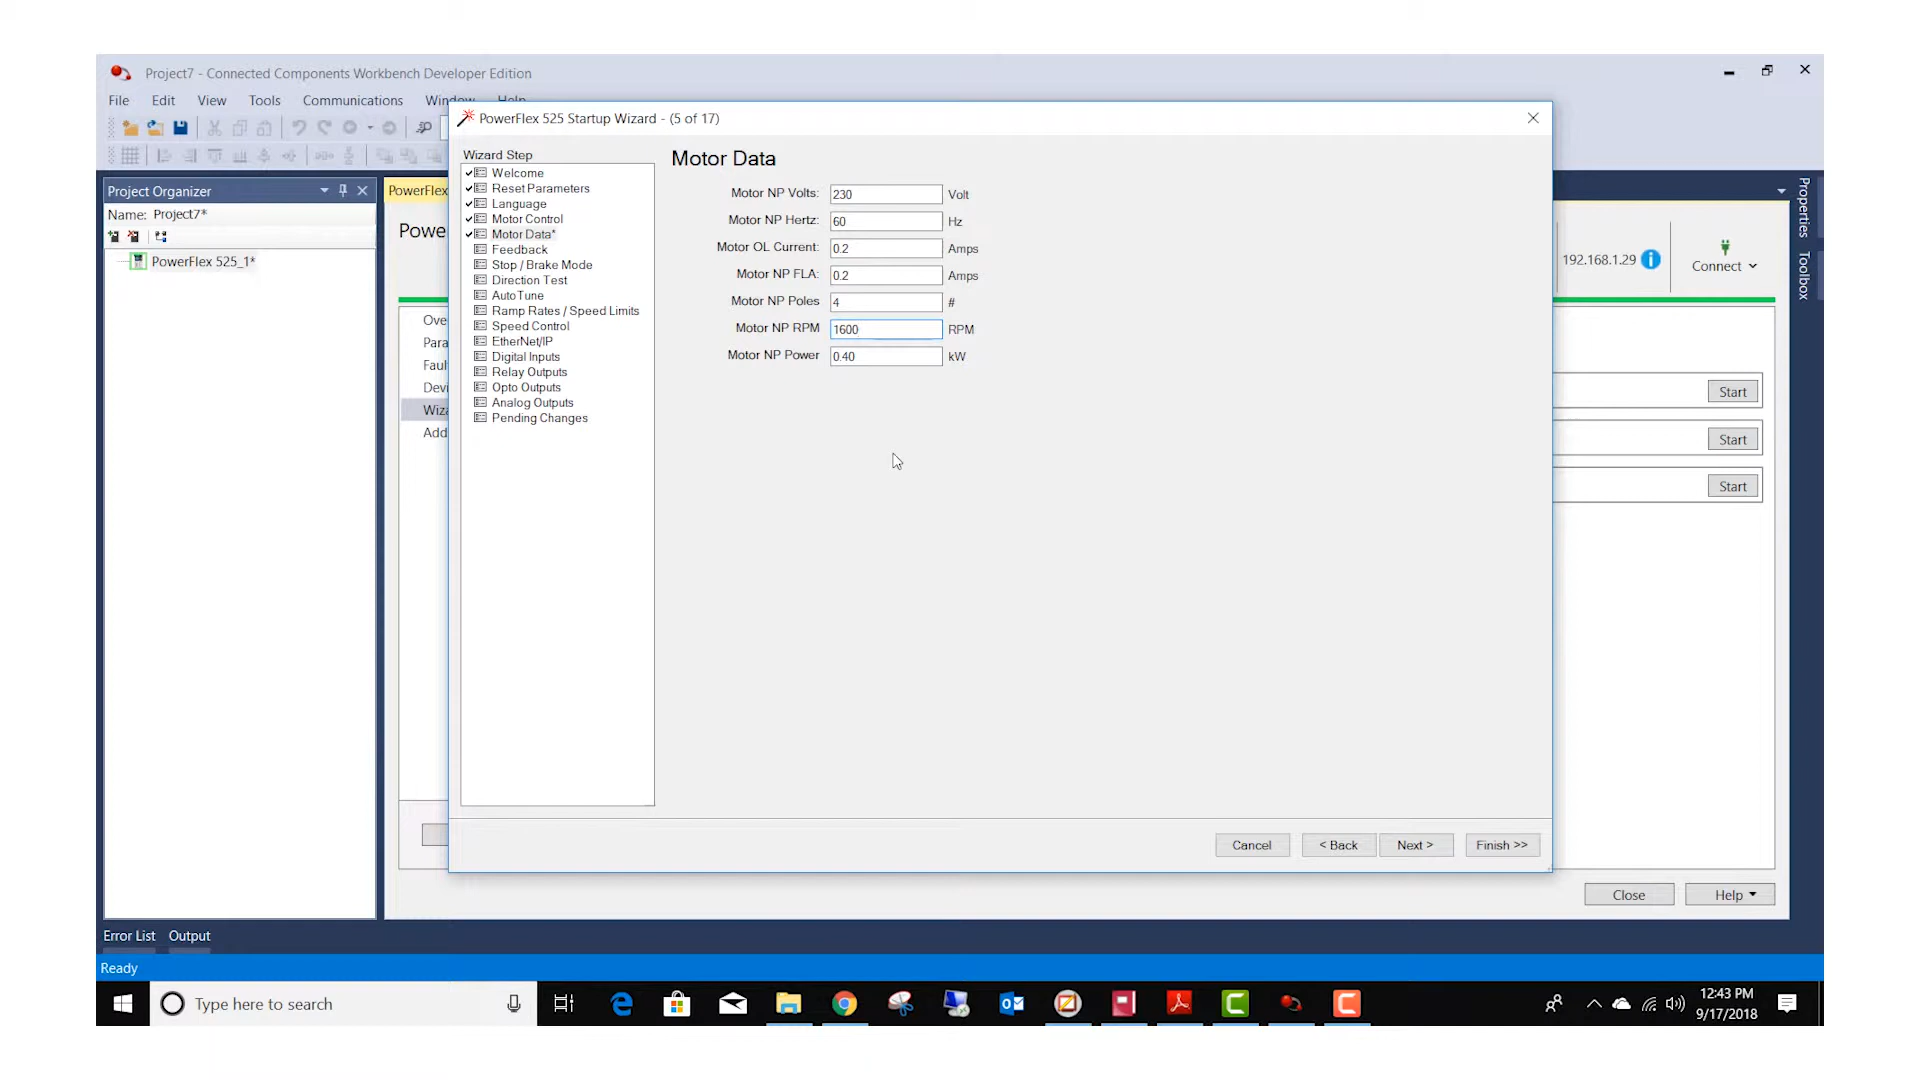 Project7 - Connected Components Workbench Developer Edition
File Edit View Tools Communications Window Help
PowerFlex 525 Startup Wizard - (5 of 17)
Project Organizer
Name: Project7*
PowerFlex 525_1*
PowerFlex
Powe
Ove
Para
Faul
Devi
Wiza
Add
Wizard Step
Welcome
Reset Parameters
Language
Motor Control
Motor Data*
Feedback
Stop / Brake Mode
Direction Test
AutoTune
Ramp Rates / Speed Limits
Speed Control
EtherNet/IP
Digital Inputs
Relay Outputs
Opto Outputs
Analog Outputs
Pending Changes
Motor Data
Motor NP Volts: 230 Volt
Motor NP Hertz: 60 Hz
Motor OL Current: 0.2 Amps
Motor NP FLA: 0.2 Amps
Motor NP Poles 4 #
Motor NP RPM 1600 RPM
Motor NP Power 0.40 kW
Cancel < Back Next > Finish >>
192.168.1.29
Connect
Start
Start
Start
Close Help
Properties
Toolbox
Error List Output
Ready
Type here to search
12:43 PM
9/17/2018